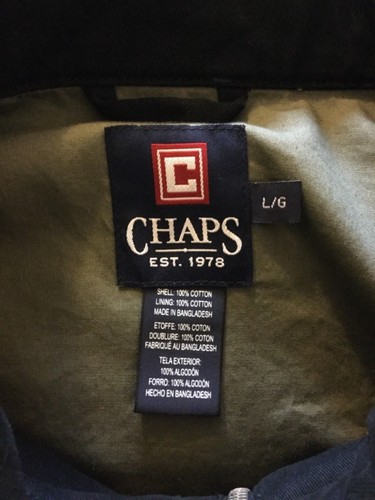 C
CHAPS
EST. 1978
L/G
SHELL: 100% COTTON
LINING: 100% COTTON
MADE IN BANGLADESH
ETOFFE: 100% COTON
DOUBLURE: 100% COTON
FABRIQUÉ AU BANGLADESH
TELA EXTERIOR:
100% ALGODÓN
FORRO: 100% ALGODÓN
HECHO EN BANGLADESH